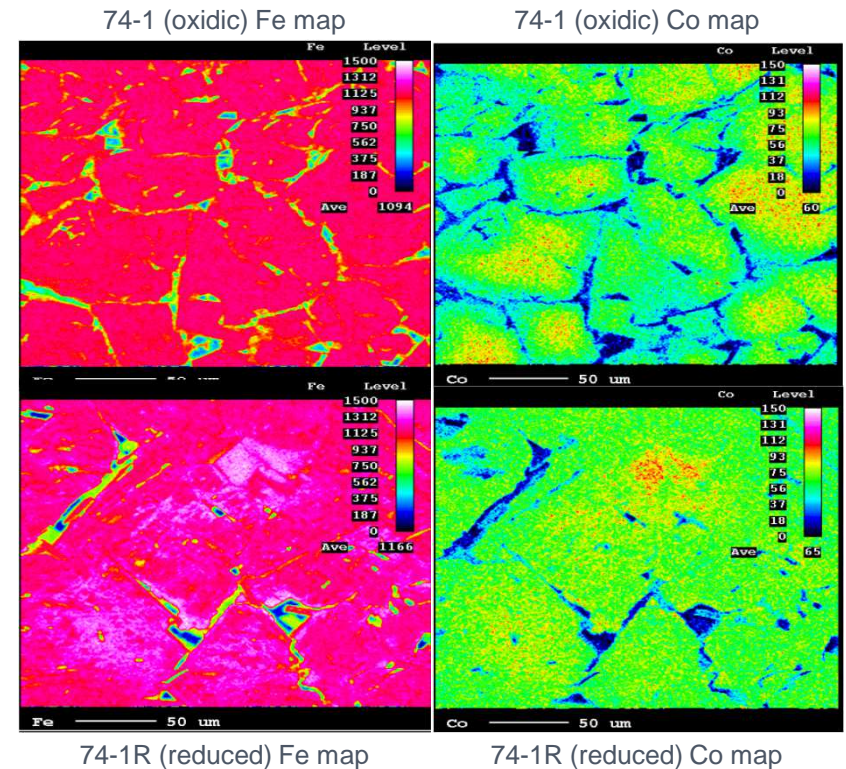 74-1 (oxidic) Fe map
74-1 (oxidic) Co map
Fe Level
1500
1312
1125
937
750
562
375
187
0
Ave 1094
50 um
Co Level
150
131
112
93
75
56
37
18
0
Ave 60
Co 50 um
Fe Level
1500
1312
1125
937
750
562
375
187
0
Ave 1166
Fe 50 um
Co Level
150
131
112
93
75
56
37
18
0
Ave 65
Co 50 um
74-1R (reduced) Fe map
74-1R (reduced) Co map